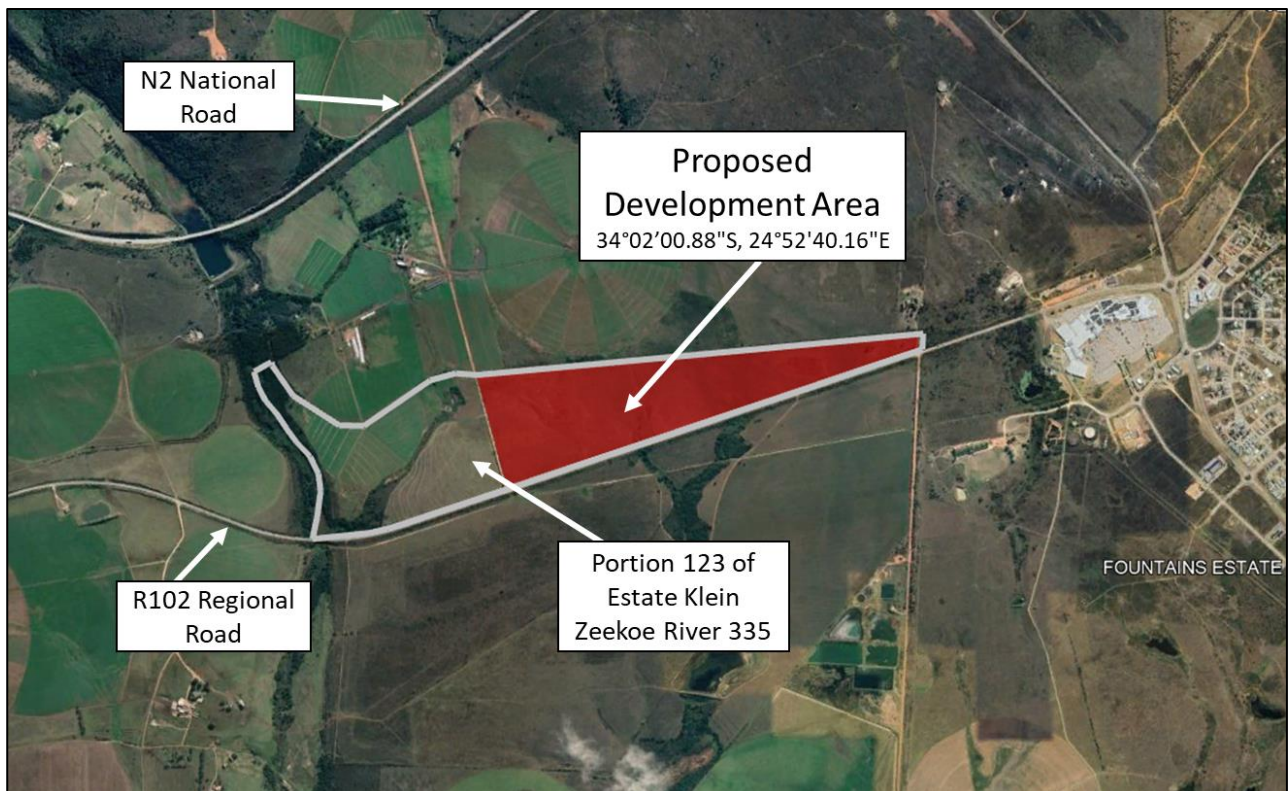 N2 National
Road
Proposed
Development Area
34°02’00.88"S, 24°52'40.16"E
Portion 123 of
Estate Klein
Zeekoe River 335
R102 Regional
Road
FOUNTAINS ESTATE